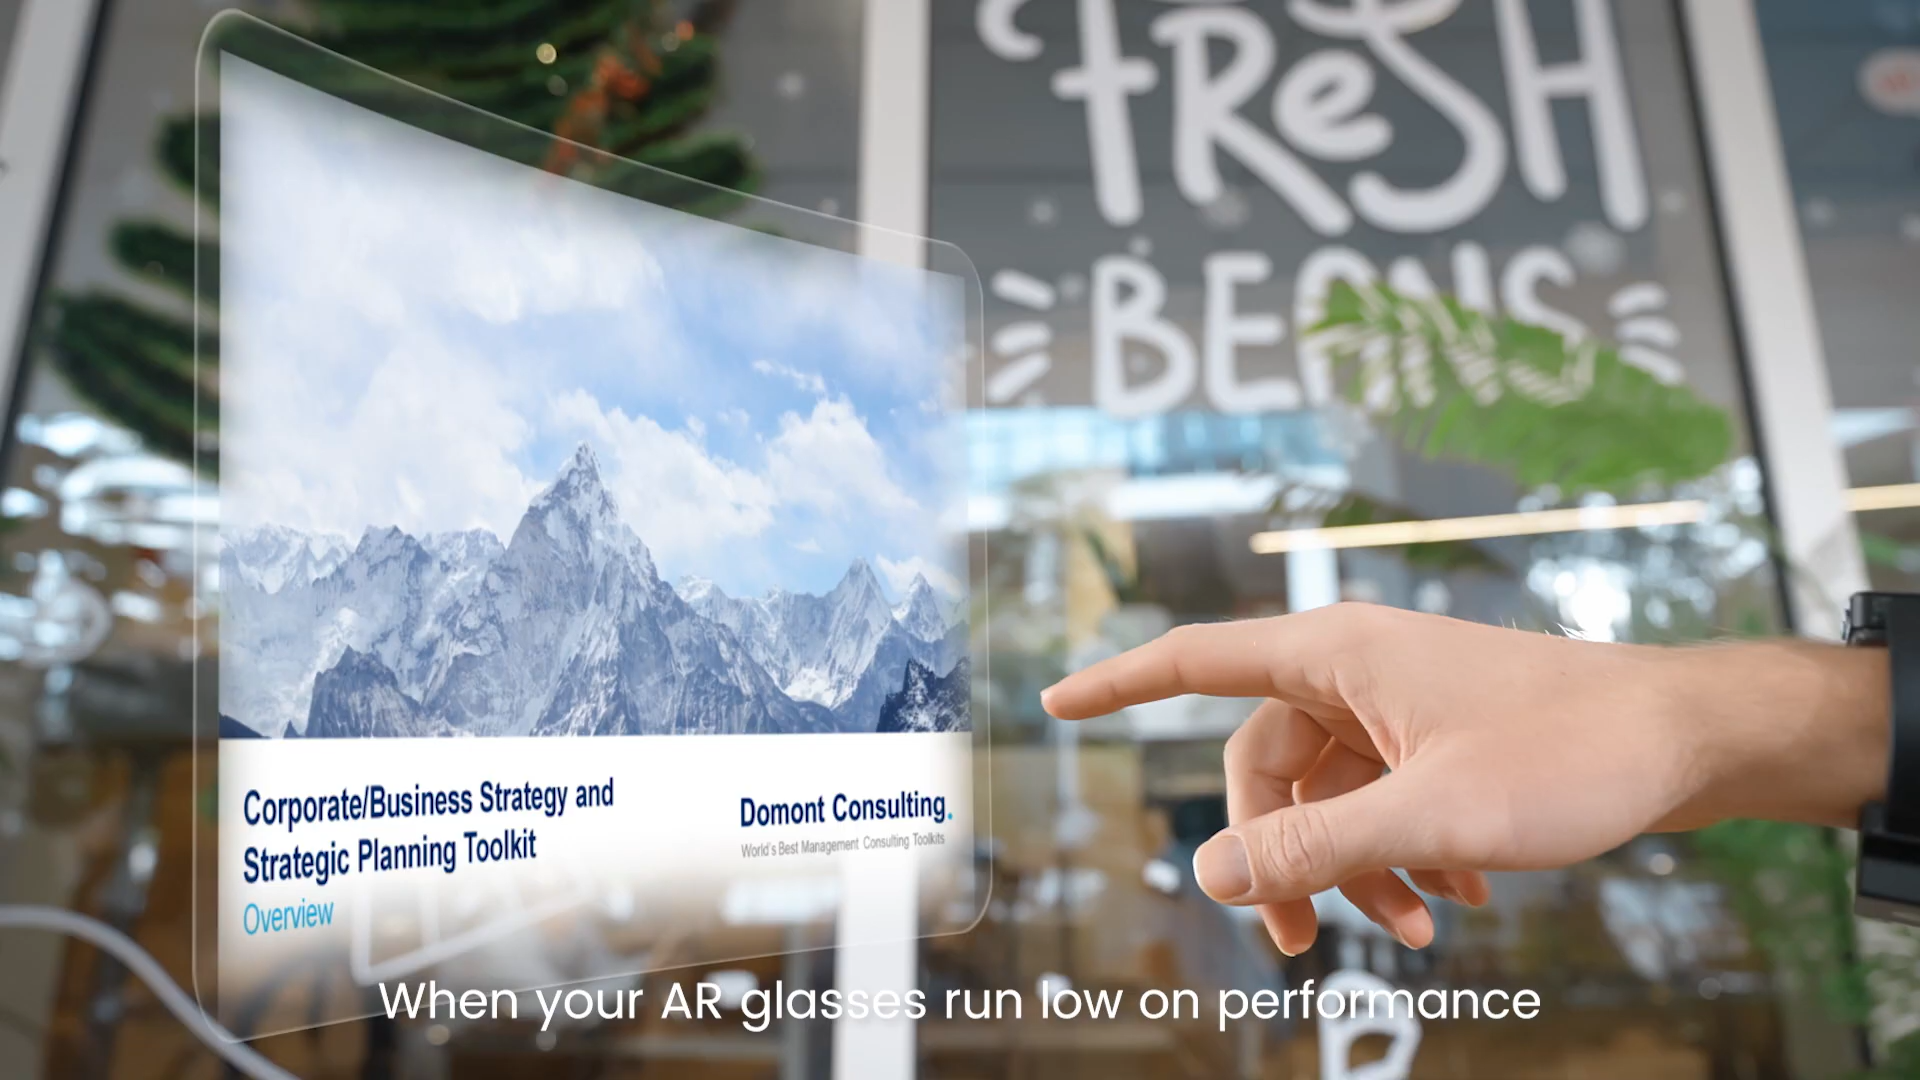 FReSH
BEANS
Corporate/Business Strategy and
Strategic Planning Toolkit
Overview
Domont Consulting.
World's Best Management Consulting Toolkits
When your AR glasses run low on performance